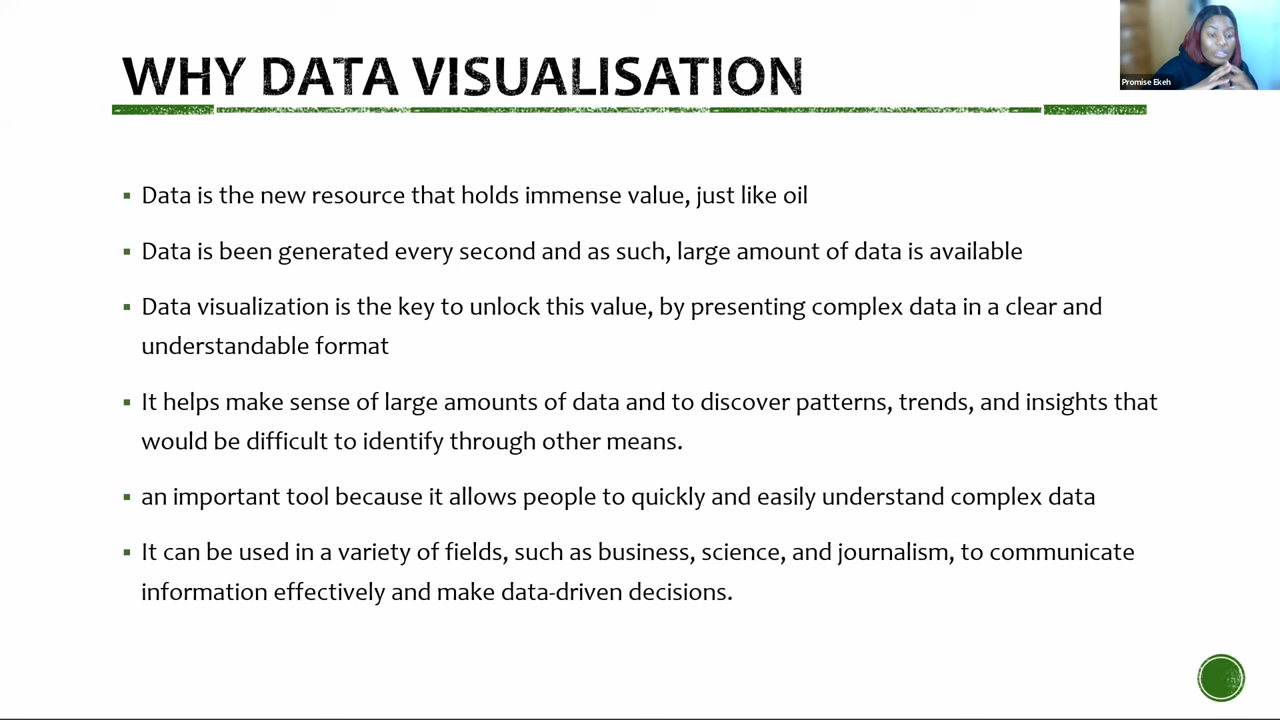 WHY DATA VISUALISATION
Promise Ekeh
Data is the new resource that holds immense value, just like oil
Data is been generated every second and as such, large amount of data is available
Data visualization is the key to unlock this value, by presenting complex data in a clear and
understandable format
It helps make sense of large amounts of data and to discover patterns, trends, and insights that
would be difficult to identify through other means.
an important tool because it allows people to quickly and easily understand complex data
It can be used in a variety of fields, such as business, science, and journalism, to communicate
information effectively and make data-driven decisions.